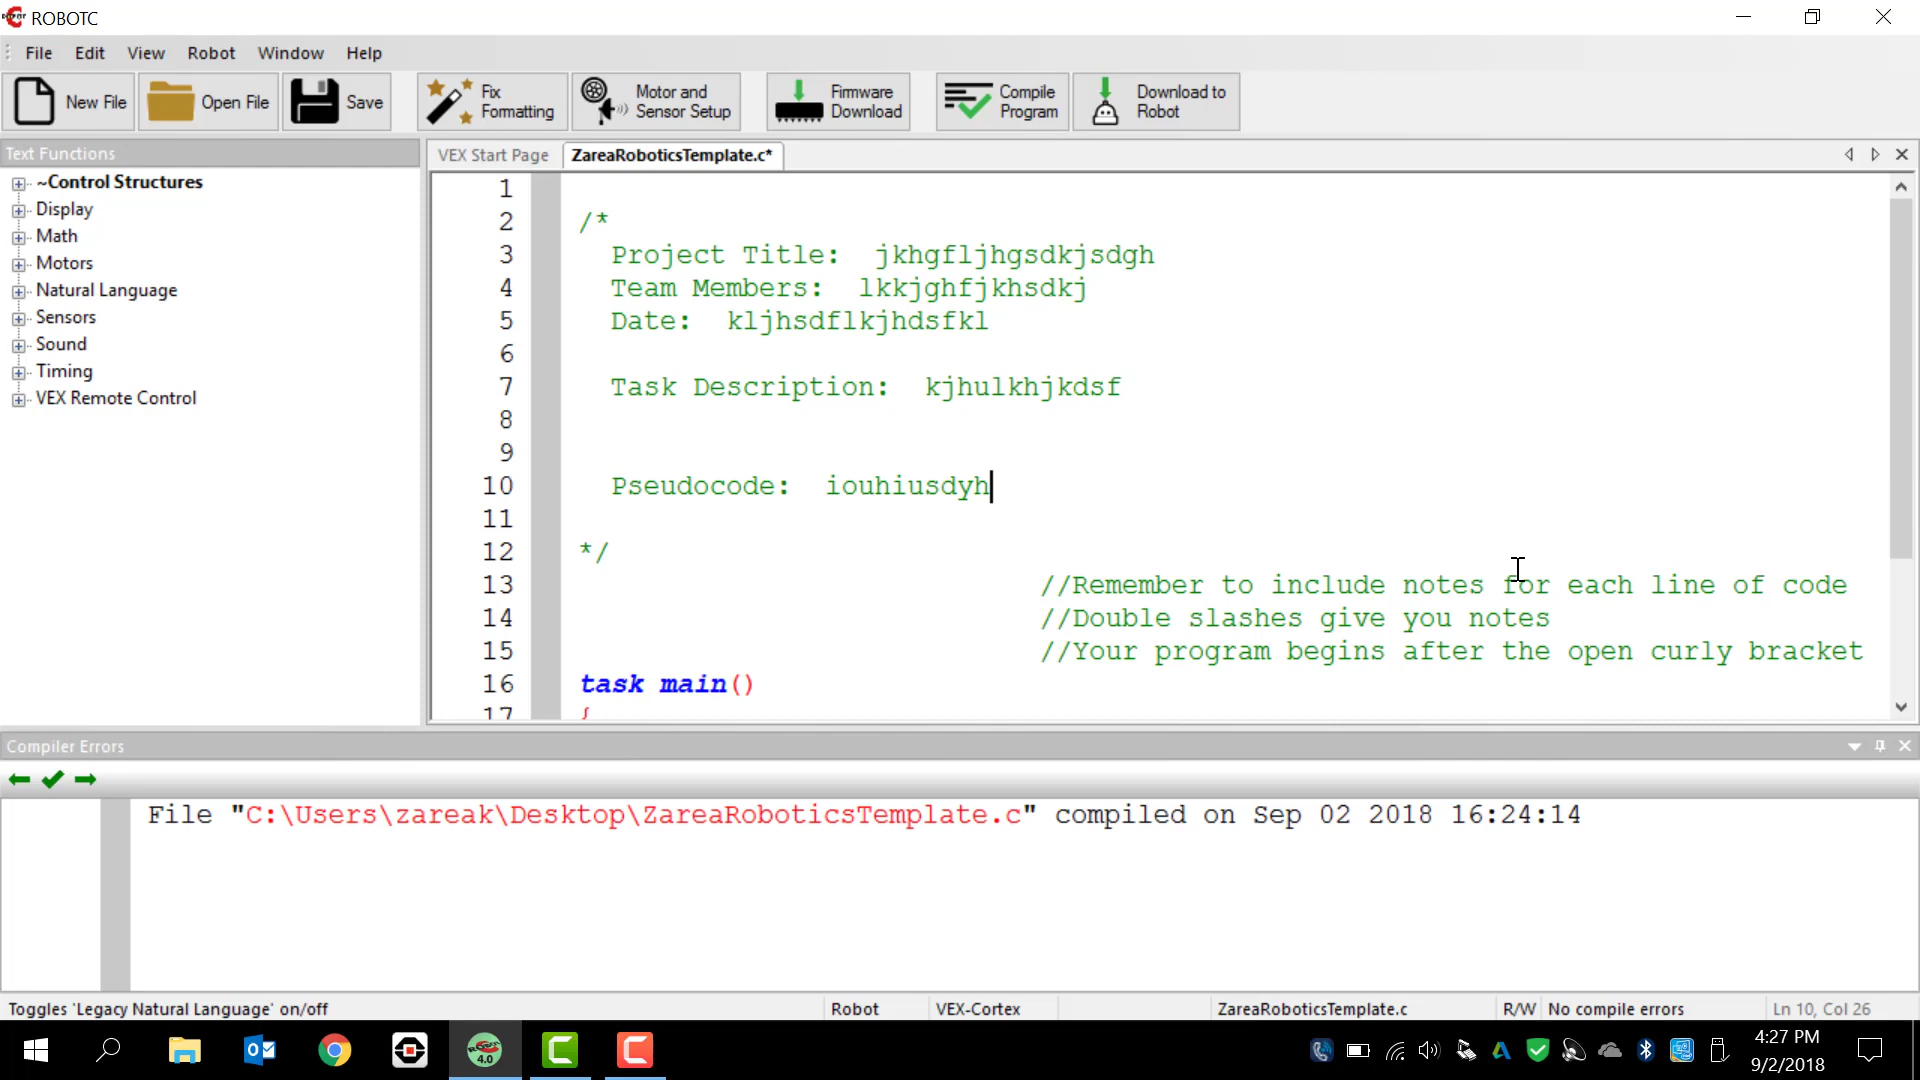 ROBOTC
File Edit View Robot Window Help
New File Open File Save Fix Formatting Motor and Sensor Setup Firmware Download Compile Program Download to Robot
Text Functions
~Control Structures
Display
Math
Motors
Natural Language
Sensors
Sound
Timing
VEX Remote Control
VEX Start Page ZareaRoboticsTemplate.c*
1
2 /*
3 Project Title: jkhgfljhgsdkjsdgh
4 Team Members: lkkjghfjkhsdkj
5 Date: kljhsdflkjhdsfkl
6
7 Task Description: kjhulkhjkdsf
8
9
10 Pseudocode: iouhiusdyh
11
12 */
13 //Remember to include notes for each line of code
14 //Double slashes give you notes
15 //Your program begins after the open curly bracket
16 task main()
17 {
Compiler Errors
File "C:\Users\zareak\Desktop\ZareaRoboticsTemplate.c" compiled on Sep 02 2018 16:24:14
Toggles 'Legacy Natural Language' on/off Robot VEX-Cortex ZareaRoboticsTemplate.c R/W No compile errors Ln 10, Col 26
4.0
4:27 PM
9/2/2018